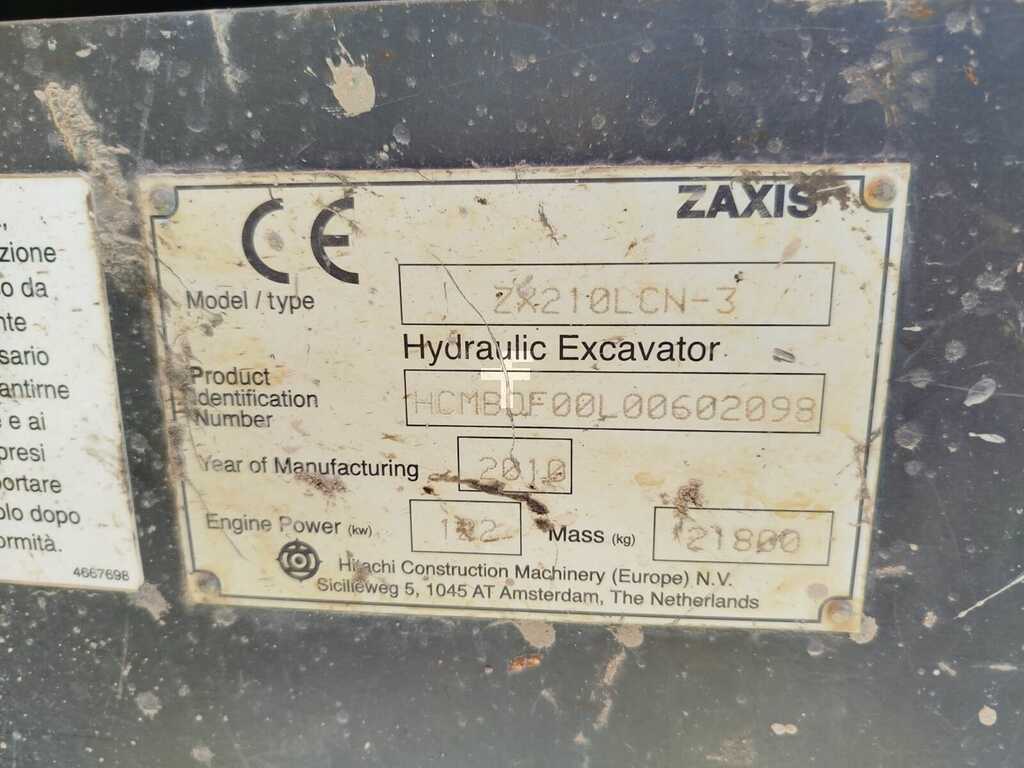 zione
o da
nte
sario
antirne
e e ai
presi
portare
olo dopo
ormità.
4667698
CE
ZAXIS
Model / type ZX210LCN-3
Hydraulic Excavator
Product
Identification
Number
HCMBQF00L00602098
Year of Manufacturing 2010
Engine Power (kw) 122 Mass (kg) 21800
Hitachi Construction Machinery (Europe) N.V.
Sicilieweg 5, 1045 AT Amsterdam, The Netherlands